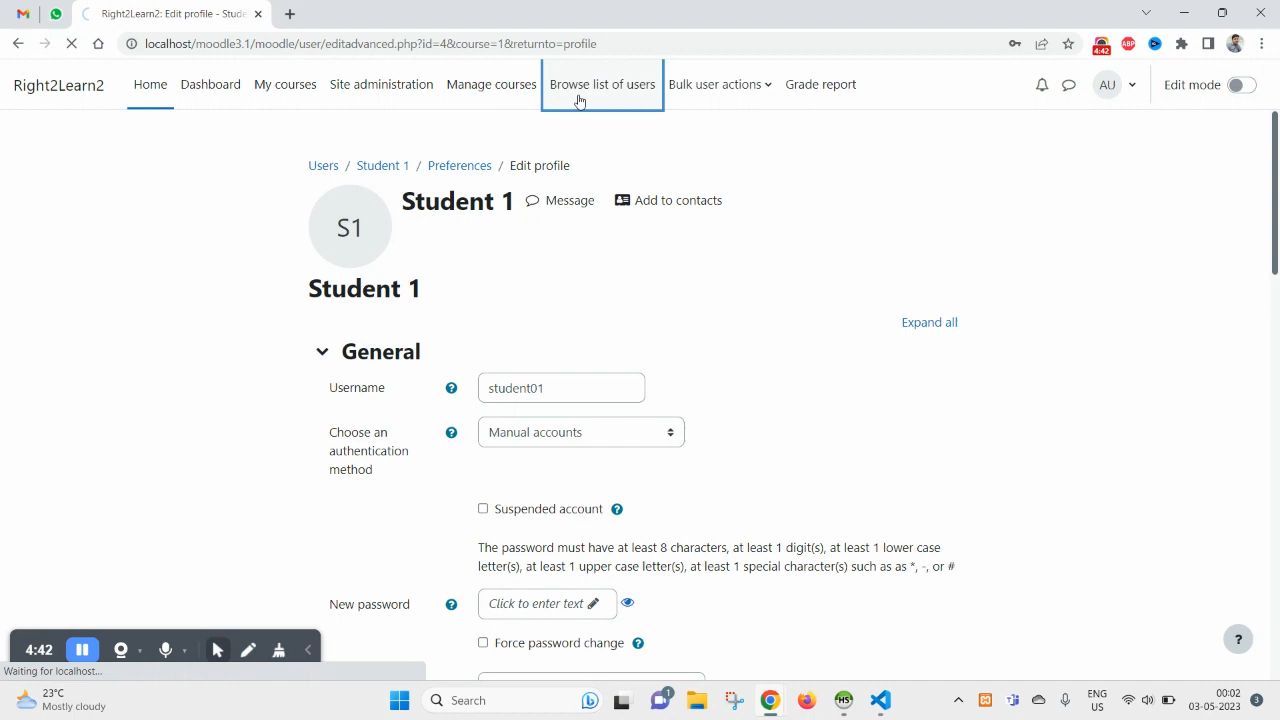 Right2Learn2: Edit profile - Stude
localhost/moodle3.1/moodle/user/editadvanced.php?id=4&course=1&returnto=profile
4:42
ABP
Right2Learn2 Home Dashboard My courses Site administration Manage courses Browse list of users Bulk user actions Grade report AU Edit mode
Users / Student 1 / Preferences / Edit profile
S1
Student 1 Message Add to contacts
Student 1
Expand all
General
Username ? student01
Choose an authentication method ? Manual accounts
Suspended account ?
The password must have at least 8 characters, at least 1 digit(s), at least 1 lower case
letter(s), at least 1 upper case letter(s), at least 1 special character(s) such as as *, -, or #
New password ? Click to enter text
Force password change ?
?
4:42
Waiting for localhost...
23°C
Mostly cloudy
Search
1
HS
ENG
US
00:02
03-05-2023
3